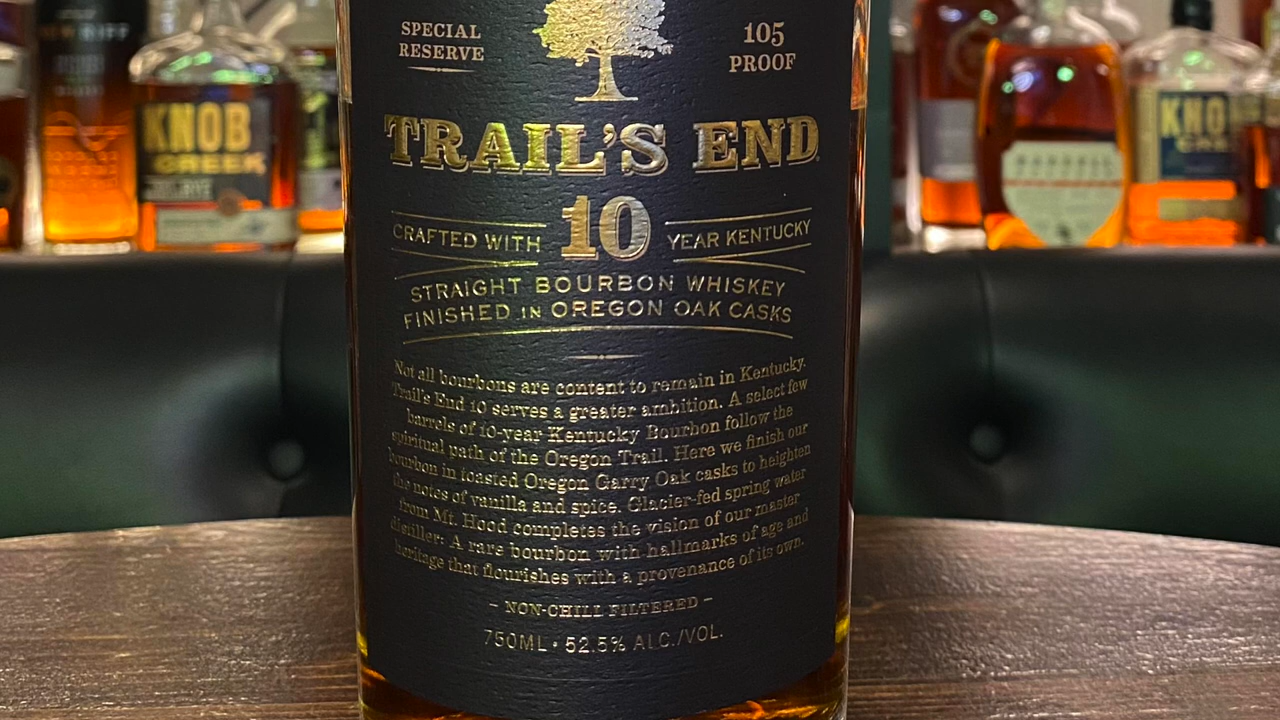 SPECIAL
RESERVE
105
PROOF
TRAIL'S END
CRAFTED WITH 10 YEAR KENTUCKY
STRAIGHT BOURBON WHISKEY
FINISHED IN OREGON OAK CASKS
Not all bourbons are content to remain in Kentucky.
Trail's End 10 serves a greater ambition. A select few
barrels of 10-year Kentucky Bourbon follow the
spiritual path of the Oregon Trail. Here we finish our
bourbon in toasted Oregon Garry Oak casks to heighten
the notes of vanilla and spice. Glacier-fed spring water
from Mt. Hood completes the vision of our master
distiller: A rare bourbon with hallmarks of age and
heritage that flourishes with a provenance of its own.
- NON-CHILL FILTERED -
750ML • 52.5% ALC./VOL.
KNOB
CREEK
RYE
KNO